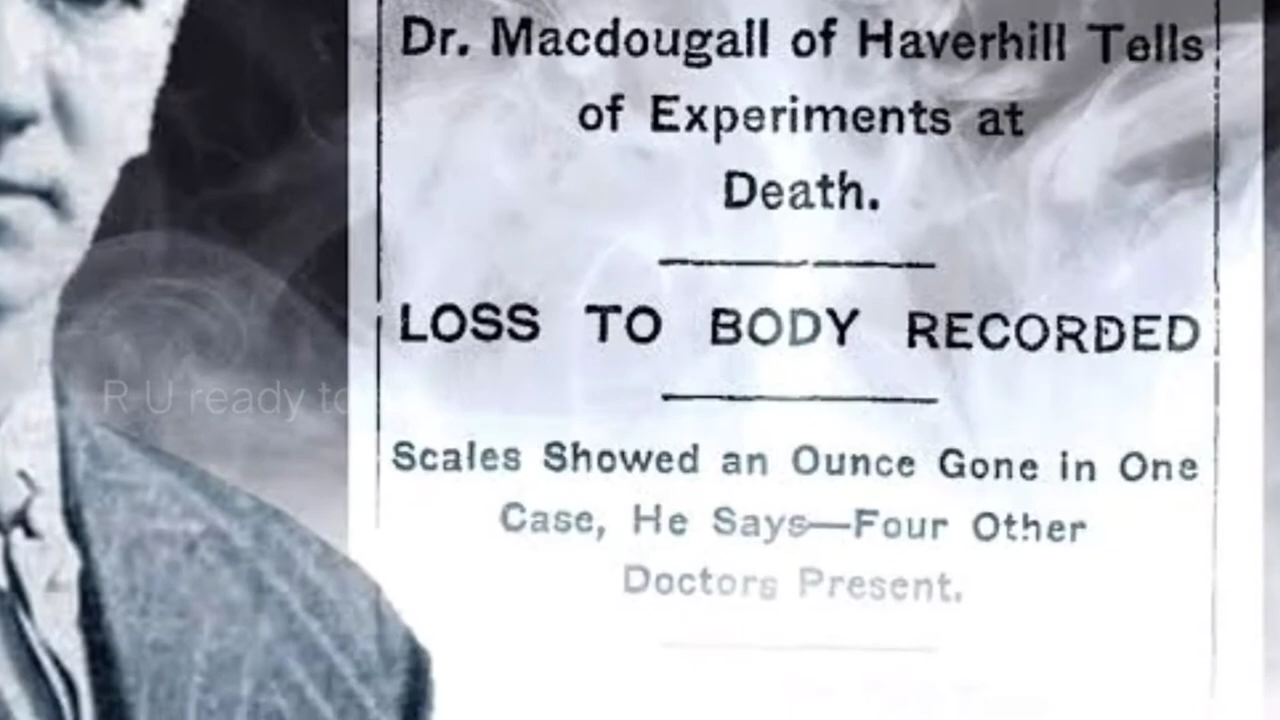 Dr. Macdougall of Haverhill Tells
of Experiments at
Death.
LOSS TO BODY RECORDED
R U ready to
Scales Showed an Ounce Gone in One
Case, He Says—Four Other
Doctors Present.